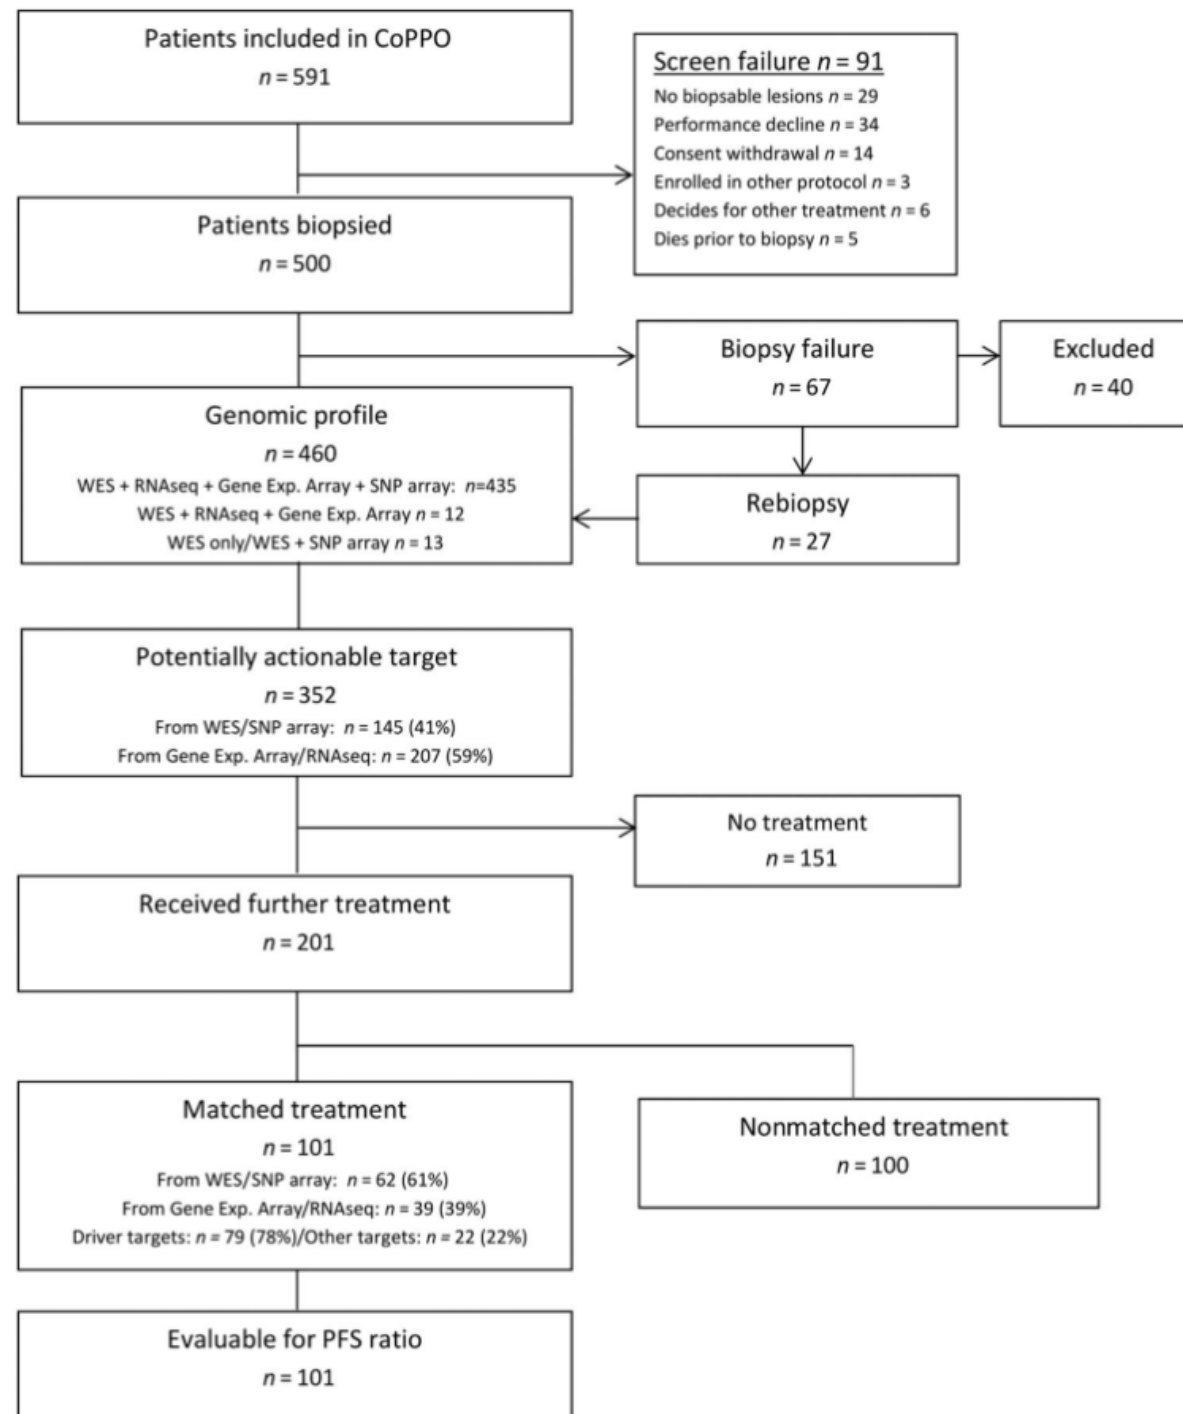 Patients included in CoPPO
n = 591
Screen failure n = 91
No biopsable lesions n = 29
Performance decline n = 34
Consent withdrawal n = 14
Enrolled in other protocol n = 3
Decides for other treatment n = 6
Dies prior to biopsy n = 5
Patients biopsied
n = 500
Biopsy failure
n = 67
Excluded
n = 40
Genomic profile
n = 460
WES + RNAseq + Gene Exp. Array + SNP array: n=435
WES + RNAseq + Gene Exp. Array n = 12
WES only/WES + SNP array n = 13
Rebiopsy
n = 27
Potentially actionable target
n = 352
From WES/SNP array: n = 145 (41%)
From Gene Exp. Array/RNAseq: n = 207 (59%)
No treatment
n = 151
Received further treatment
n = 201
Matched treatment
n = 101
From WES/SNP array: n = 62 (61%)
From Gene Exp. Array/RNAseq: n = 39 (39%)
Driver targets: n = 79 (78%)/Other targets: n = 22 (22%)
Nonmatched treatment
n = 100
Evaluable for PFS ratio
n = 101